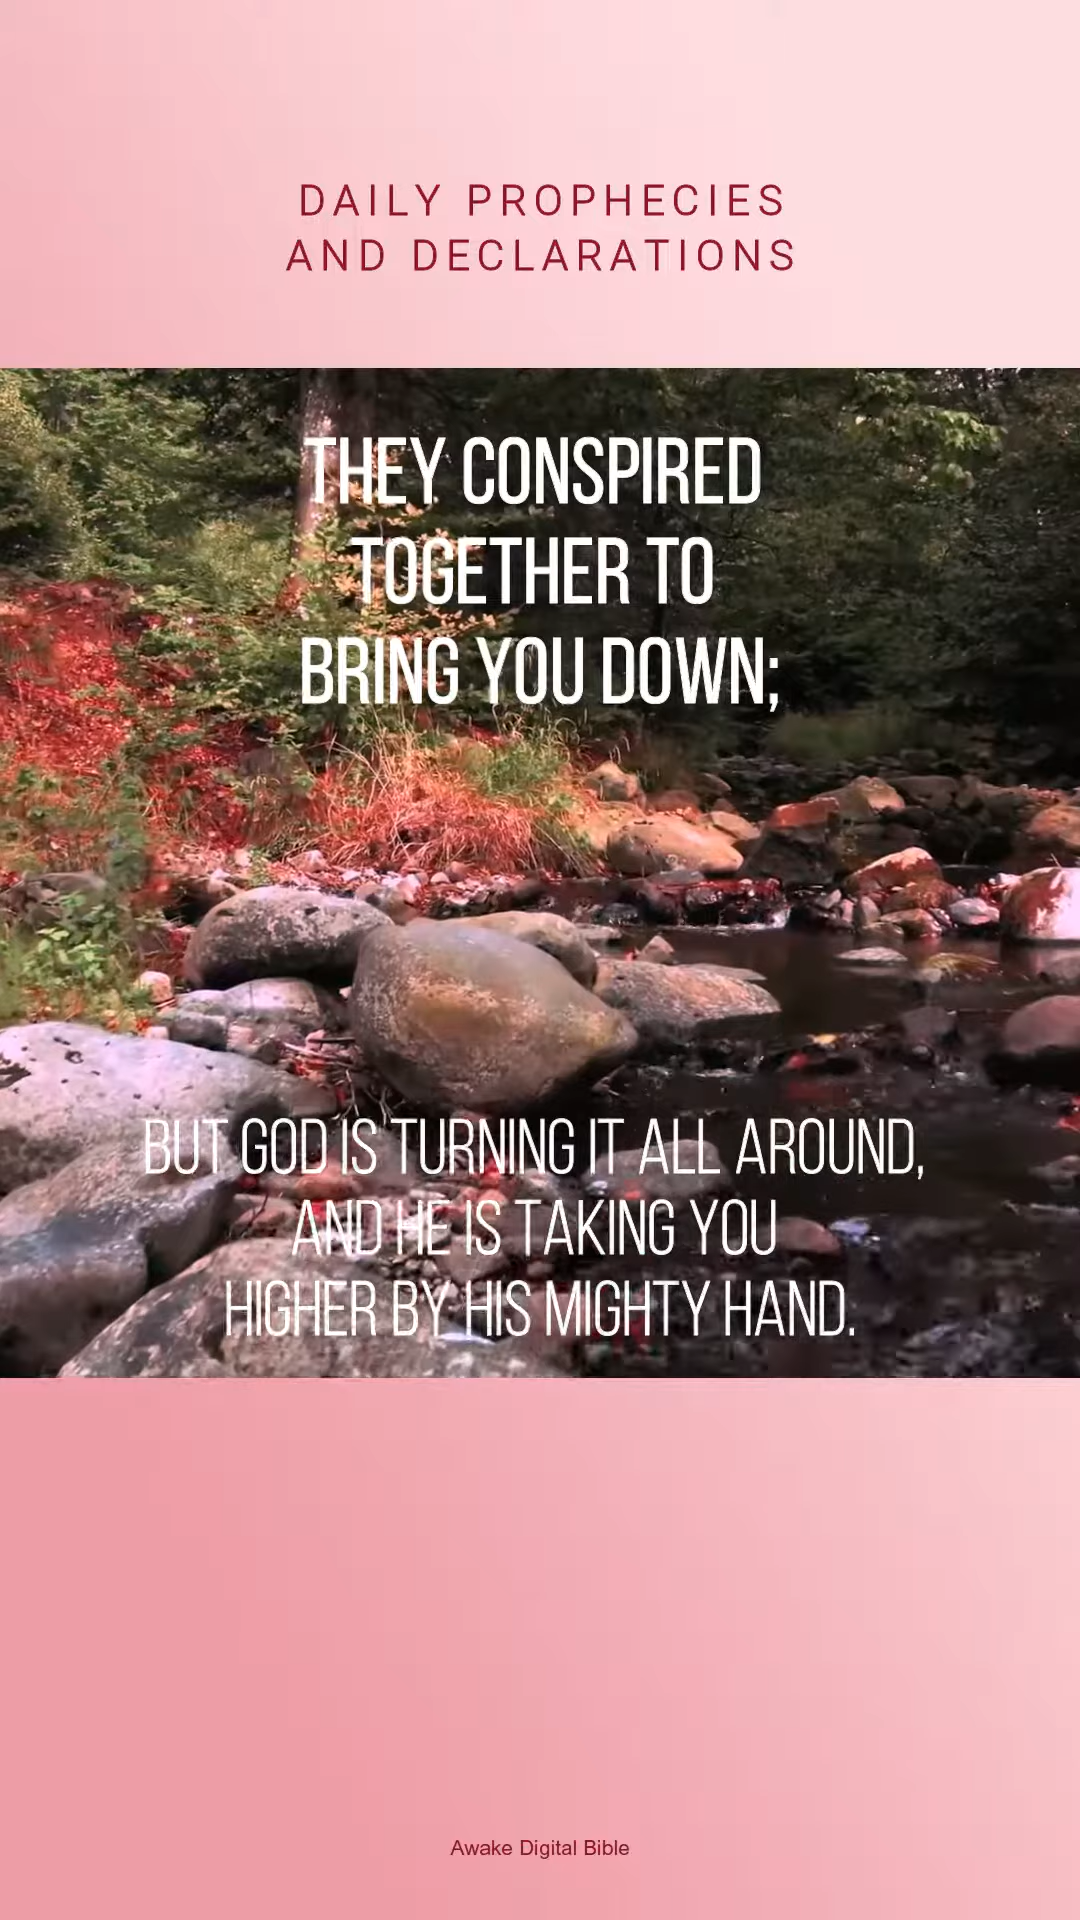 DAILY PROPHECIES
AND DECLARATIONS
THEY CONSPIRED
TOGETHER TO
BRING YOU DOWN;
BUT GOD IS TURNING IT ALL AROUND,
AND HE IS TAKING YOU
HIGHER BY HIS MIGHTY HAND.
Awake Digital Bible